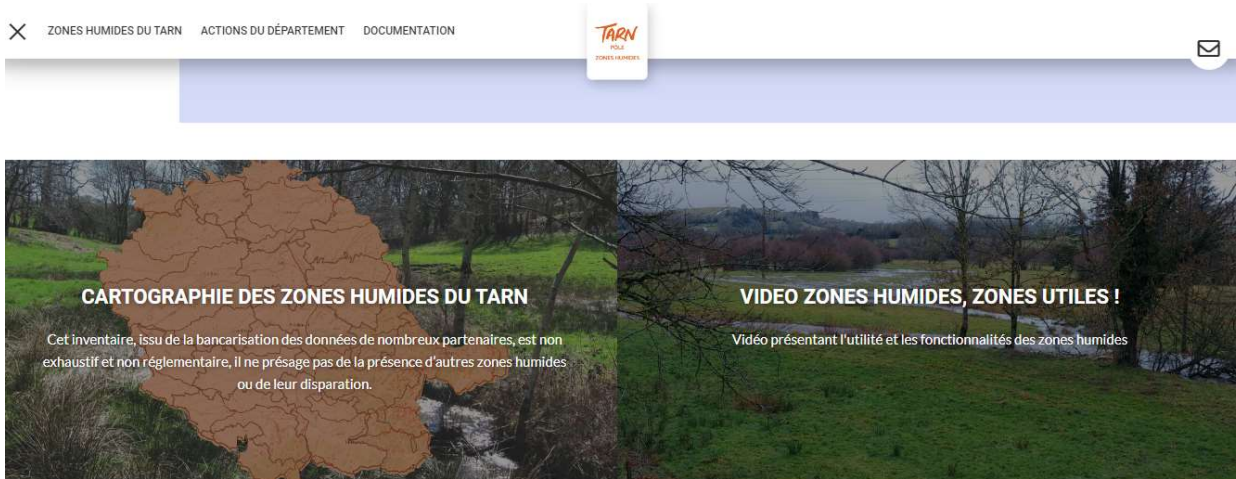 ZONES HUMIDES DU TARN ACTIONS DU DÉPARTEMENT DOCUMENTATION
TARN
PÔLE
ZONES HUMIDES
CARTOGRAPHIE DES ZONES HUMIDES DU TARN
Cet inventaire, issu de la bancarisation des données de nombreux partenaires, est non
exhaustif et non réglementaire, il ne présage pas de la présence d'autres zones humides
ou de leur disparation.
VIDEO ZONES HUMIDES, ZONES UTILES !
Vidéo présentant l'utilité et les fonctionnalités des zones humides